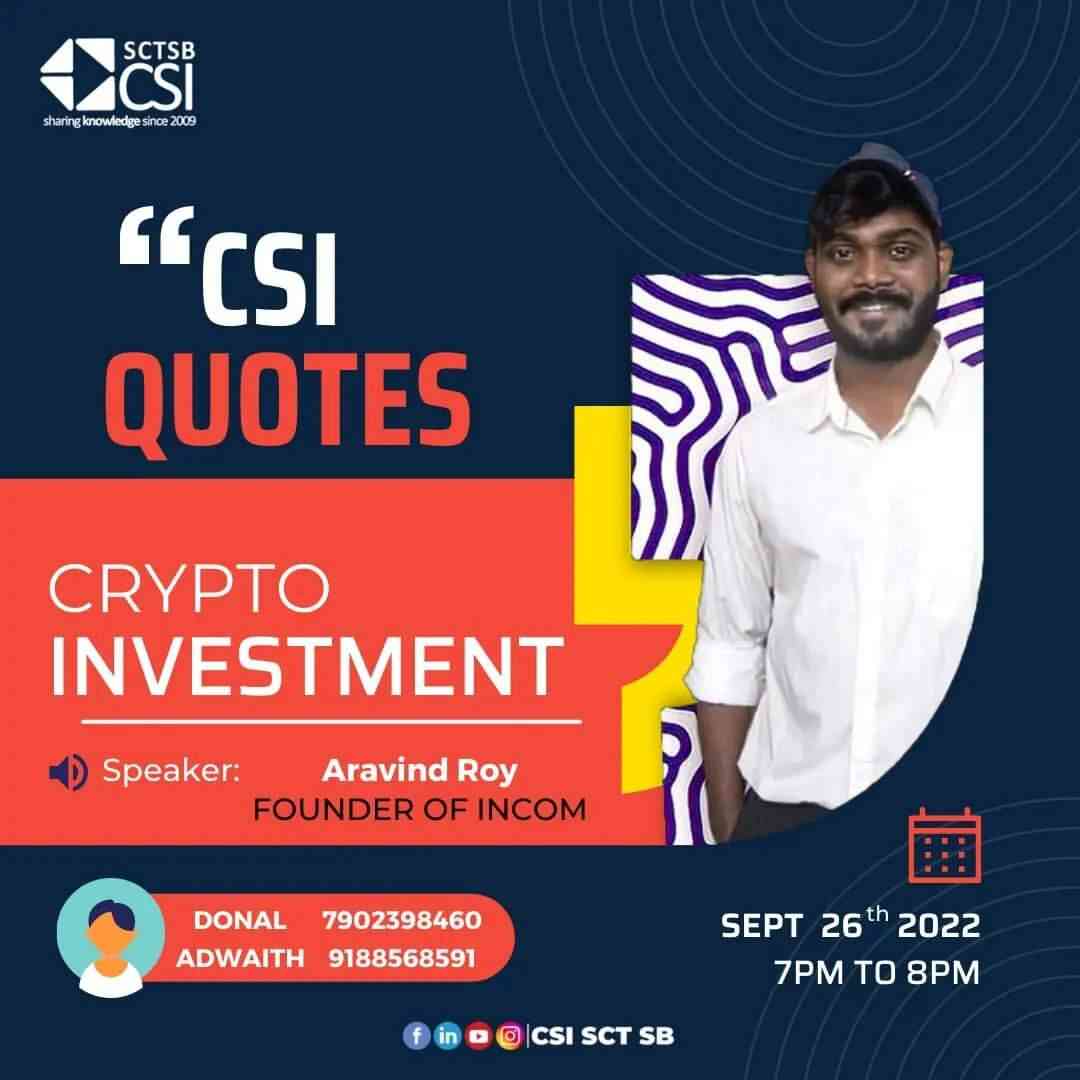 SCTSB
CSI
sharing knowledge since 2009
“CSI
QUOTES
CRYPTO
INVESTMENT
Speaker: Aravind Roy
FOUNDER OF INCOM
DONAL 7902398460
ADWAITH 9188568591
SEPT 26th 2022
7PM TO 8PM
f in |CSI SCT SB